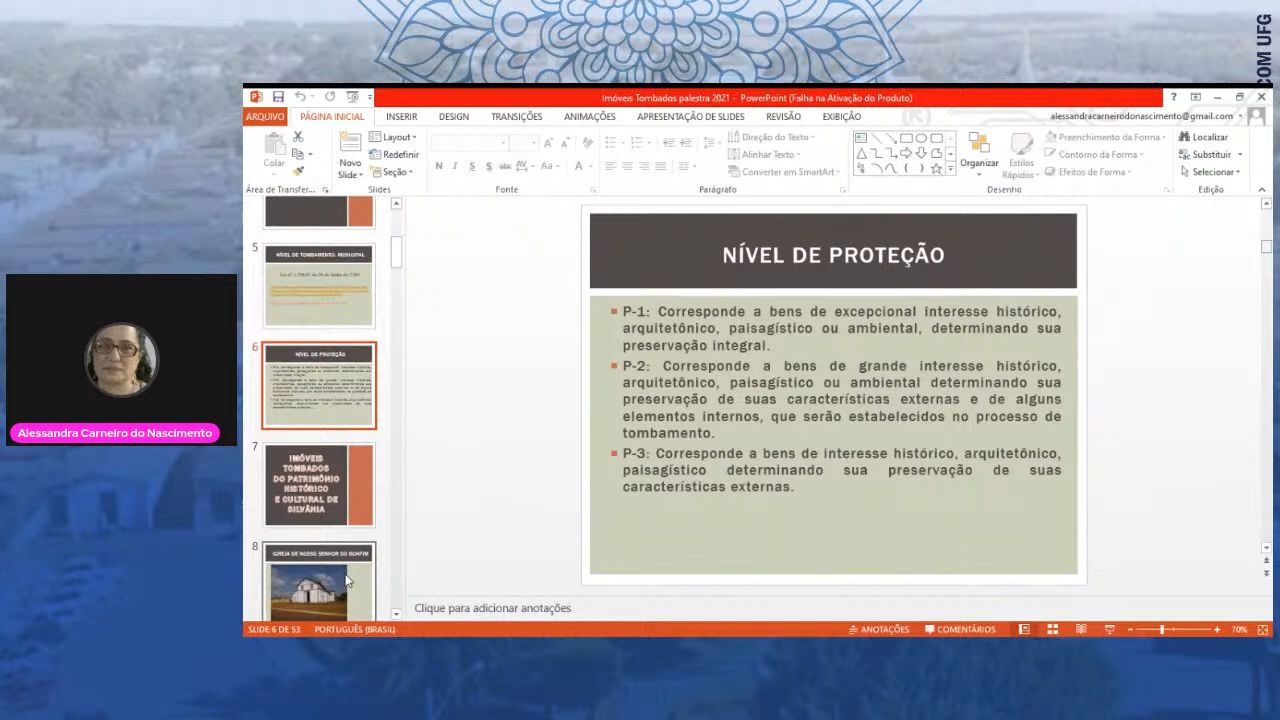 COM UFG
Imóveis Tombados palestra 2021 - PowerPoint (Falha na Ativação do Produto)
ARQUIVO PÁGINA INICIAL INSERIR DESIGN TRANSIÇÕES ANIMAÇÕES APRESENTAÇÃO DE SLIDES REVISÃO EXIBIÇÃO alessandracarneirodonascimento@gmail.com
Colar
Novo
Slide
Layout
Redefinir
Seção
N I S S abc AV Aa A
Direção do Texto
Alinhar Texto
Converter em SmartArt
Organizar
Estilos
Rápidos
Preenchimento da Forma
Contorno da Forma
Efeitos de Forma
Localizar
Substituir
Selecionar
Área de Transfer... Slides Fonte Parágrafo Desenho Edição
5
NÍVEL DE TOMBAMENTO: MUNICIPAL
6
NÍVEL DE PROTEÇÃO
7
IMÓVEIS
TOMBADOS
DO PATRIMÔNIO
HISTÓRICO
E CULTURAL DE
SILVÂNIA
8
IGREJA DE NOSSO SENHOR DO BONFIM
NÍVEL DE PROTEÇÃO
P-1: Corresponde a bens de excepcional interesse histórico,
arquitetônico, paisagístico ou ambiental, determinando sua
preservação integral.
P-2: Corresponde a bens de grande interesse histórico,
arquitetônico, paisagístico ou ambiental determinando sua
preservação de suas características externas e de alguns
elementos internos, que serão estabelecidos no processo de
tombamento.
P-3: Corresponde a bens de interesse histórico, arquitetônico,
paisagístico determinando sua preservação de suas
características externas.
Alessandra Carneiro do Nascimento
Clique para adicionar anotações
SLIDE 6 DE 53 PORTUGUÊS (BRASIL) ANOTAÇÕES COMENTÁRIOS 70%